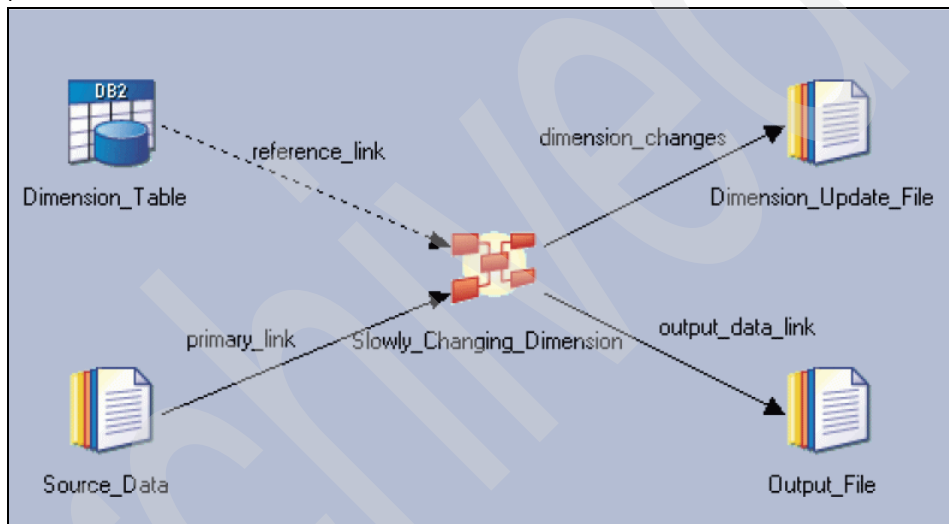 DB2
reference_link
dimension_changes
Dimension_Table
Dimension_Update_File
primary_link
Slowly_Changing_Dimension
output_data_link
Source_Data
Output_File